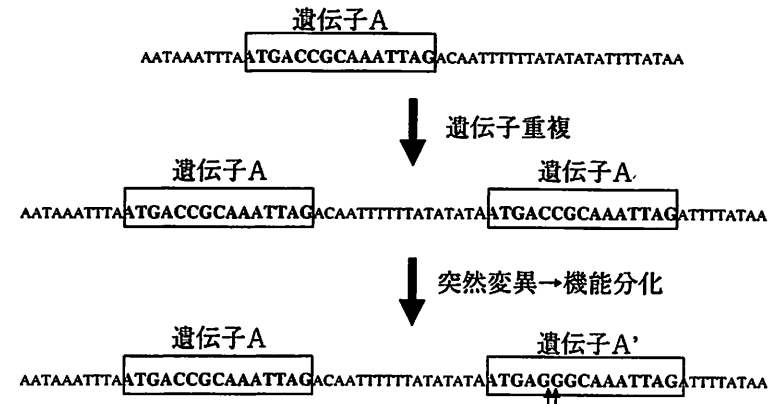 遺伝子A
AATAAATTTAATGACCGCAAATTAGACAATTTTTTATATATATTTTATAA
遺伝子重複
遺伝子A 遺伝子A
AATAAATTTAATGACCGCAAATTAGACAATTTTTTATATATAATGACCGCAAATTAGATTTTATAA
突然変異→機能分化
遺伝子A 遺伝子A'
AATAAATTTAATGACCGCAAATTAGACAATTTTTTATATATAATGAGGGCAAATTAGATTTTATAA